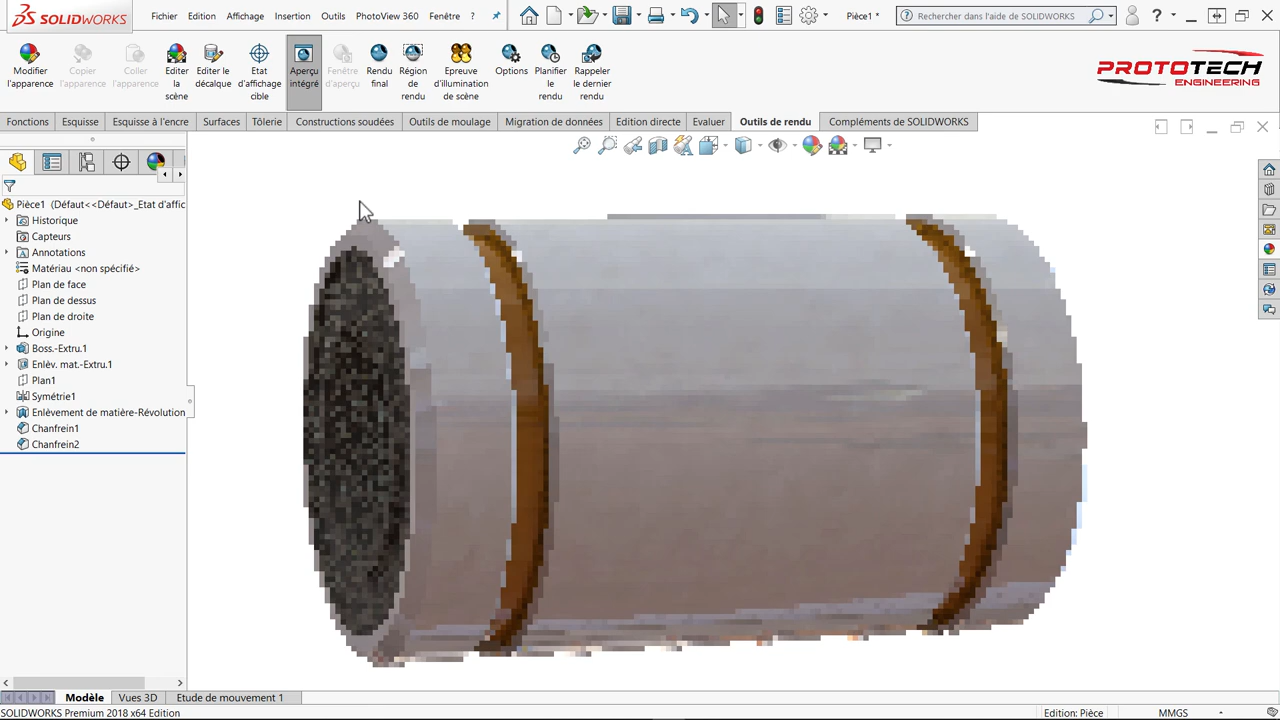 SOLIDWORKS
Fichier Edition Affichage Insertion Outils PhotoView 360 Fenêtre ?
Pièce1 *
Rechercher dans l'aide de SOLIDWORKS
?
Modifier l'apparence
Copier l'apparence
Coller l'apparence
Editer la scène
Editer le décalque
Etat d'affichage cible
Aperçu intégré
Fenêtre d'aperçu
Rendu final
Région de rendu
Epreuve d'illumination de scène
Options
Planifier le rendu
Rappeler le dernier rendu
PROTOTECH
ENGINEERING
Fonctions Esquisse Esquisse à l'encre Surfaces Tôlerie Constructions soudées Outils de moulage Migration de données Edition directe Evaluer Outils de rendu Compléments de SOLIDWORKS
Pièce1 (Défaut<<Défaut>_Etat d'affic
Historique
Capteurs
Annotations
Matériau <non spécifié>
Plan de face
Plan de dessus
Plan de droite
Origine
Boss.-Extru.1
Enlèv. mat.-Extru.1
Plan1
Symétrie1
Enlèvement de matière-Révolution
Chanfrein1
Chanfrein2
Modèle Vues 3D Etude de mouvement 1
SOLIDWORKS Premium 2018 x64 Edition
Edition: Pièce
MMGS